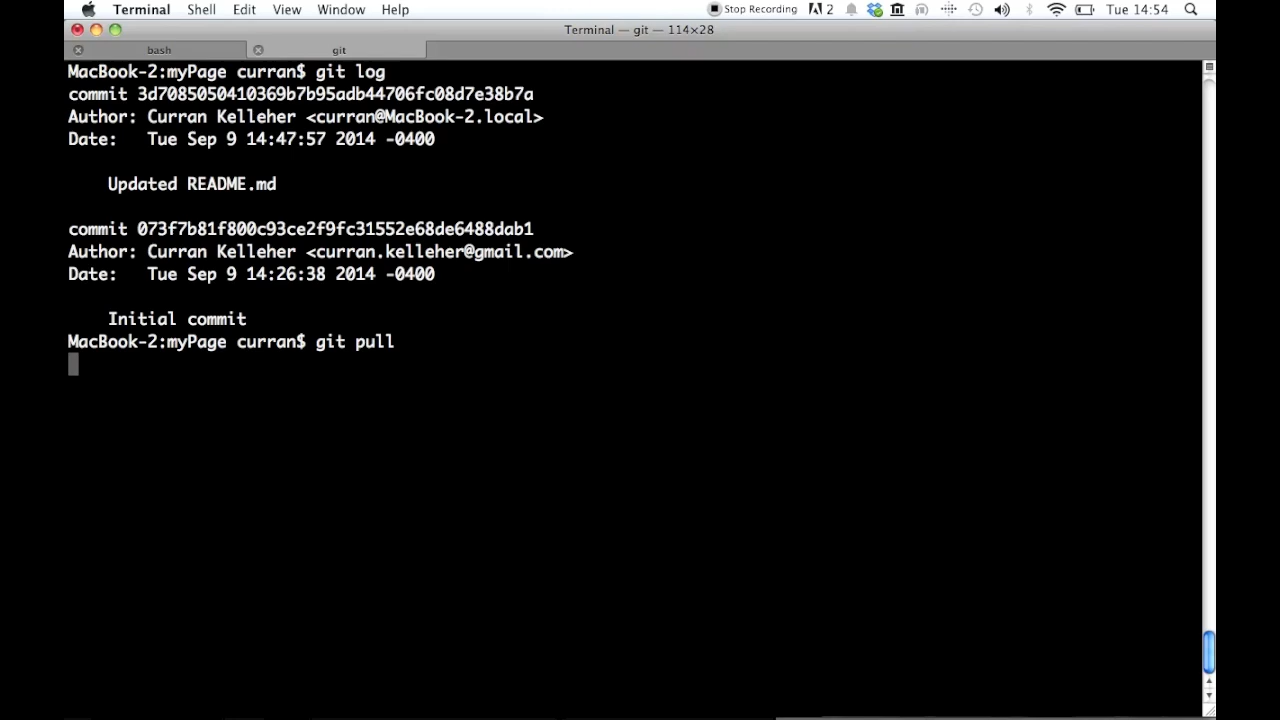 Terminal Shell Edit View Window Help Stop Recording 2 Tue 14:54
Terminal — git — 114×28
bash git
MacBook-2:myPage curran$ git log
commit 3d7085050410369b7b95adb44706fc08d7e38b7a
Author: Curran Kelleher <curran@MacBook-2.local>
Date:   Tue Sep 9 14:47:57 2014 -0400
    Updated README.md
commit 073f7b81f800c93ce2f9fc31552e68de6488dab1
Author: Curran Kelleher <curran.kelleher@gmail.com>
Date:   Tue Sep 9 14:26:38 2014 -0400
    Initial commit
MacBook-2:myPage curran$ git pull